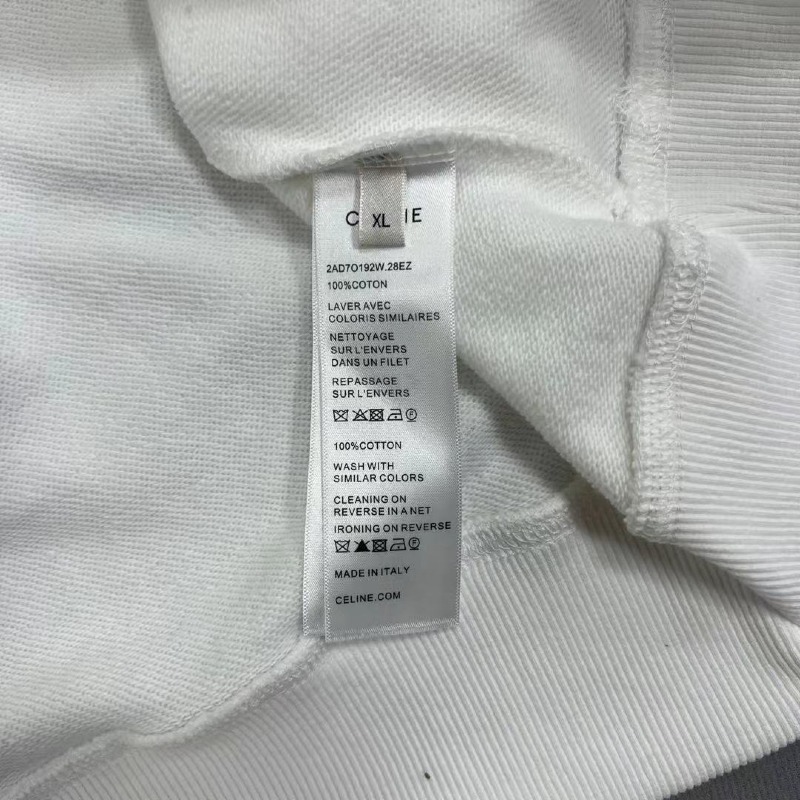 C IE
XL
2AD7O192W.28EZ
100%COTON
LAVER AVEC
COLORIS SIMILAIRES
NETTOYAGE
SUR L'ENVERS
DANS UN FILET
REPASSAGE
SUR L'ENVERS
100%COTTON
WASH WITH
SIMILAR COLORS
CLEANING ON
REVERSE IN A NET
IRONING ON REVERSE
MADE IN ITALY
CELINE.COM